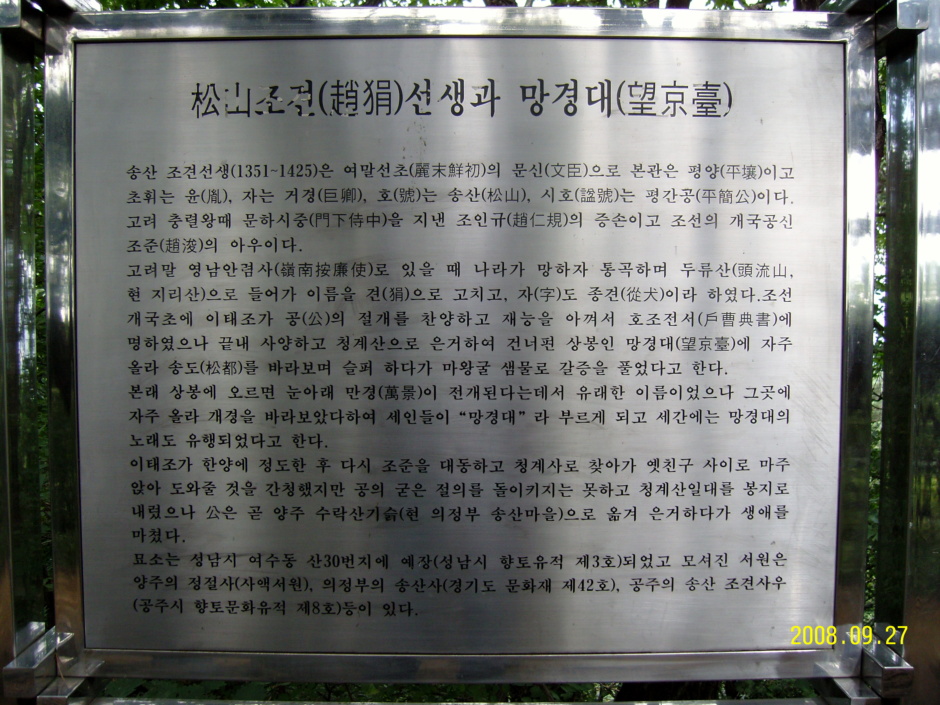 松山조견(趙狷)선생과 망경대(望京臺)
송산 조견선생(1351~1425)은 여말선초(麗末鮮初)의 문신(文臣)으로 본관은 평양(平壤)이고
초휘는 윤(胤), 자는 거경(巨卿), 호(號)는 송산(松山), 시호(諡號)는 평간공(平簡公)이다.
고려 충렬왕때 문하시중(門下侍中)을 지낸 조인규(趙仁規)의 증손이고 조선의 개국공신
조준(趙浚)의 아우이다.
고려말 영남안렴사(嶺南按廉使)로 있을 때 나라가 망하자 통곡하며 두류산(頭流山,
현 지리산)으로 들어가 이름을 견(狷)으로 고치고, 자(字)도 종견(從犬)이라 하였다.조선
개국초에 이태조가 공(公)의 절개를 찬양하고 재능을 아껴서 호조전서(戶曹典書)에
명하였으나 끝내 사양하고 청계산으로 은거하여 건너편 상봉인 망경대(望京臺)에 자주
올라 송도(松都)를 바라보며 슬퍼 하다가 마왕굴 샘물로 갈증을 풀었다고 한다.
본래 상봉에 오르면 눈아래 만경(萬景)이 전개된다는데서 유래한 이름이었으나 그곳에
자주 올라 개경을 바라보았다하여 세인들이 “망경대”라 부르게 되고 세간에는 망경대의
노래도 유행되었다고 한다.
이태조가 한양에 정도한 후 다시 조준을 대동하고 청계사로 찾아가 옛친구 사이로 마주
앉아 도와줄 것을 간청했지만 공의 굳은 절의를 돌이키지는 못하고 청계산일대를 봉지로
내렸으나 公은 곧 양주 수락산기슭(현 의정부 송산마을)으로 옮겨 은거하다가 생애를
마쳤다.
묘소는 성남시 여수동 산30번지에 예장(성남시 향토유적 제3호)되었고 모셔진 서원은
양주의 정절사(사액서원), 의정부의 송산사(경기도 문화재 제42호), 공주의 송산 조견사우
(공주시 향토문화유적 제8호)등이 있다.
2008.09.27